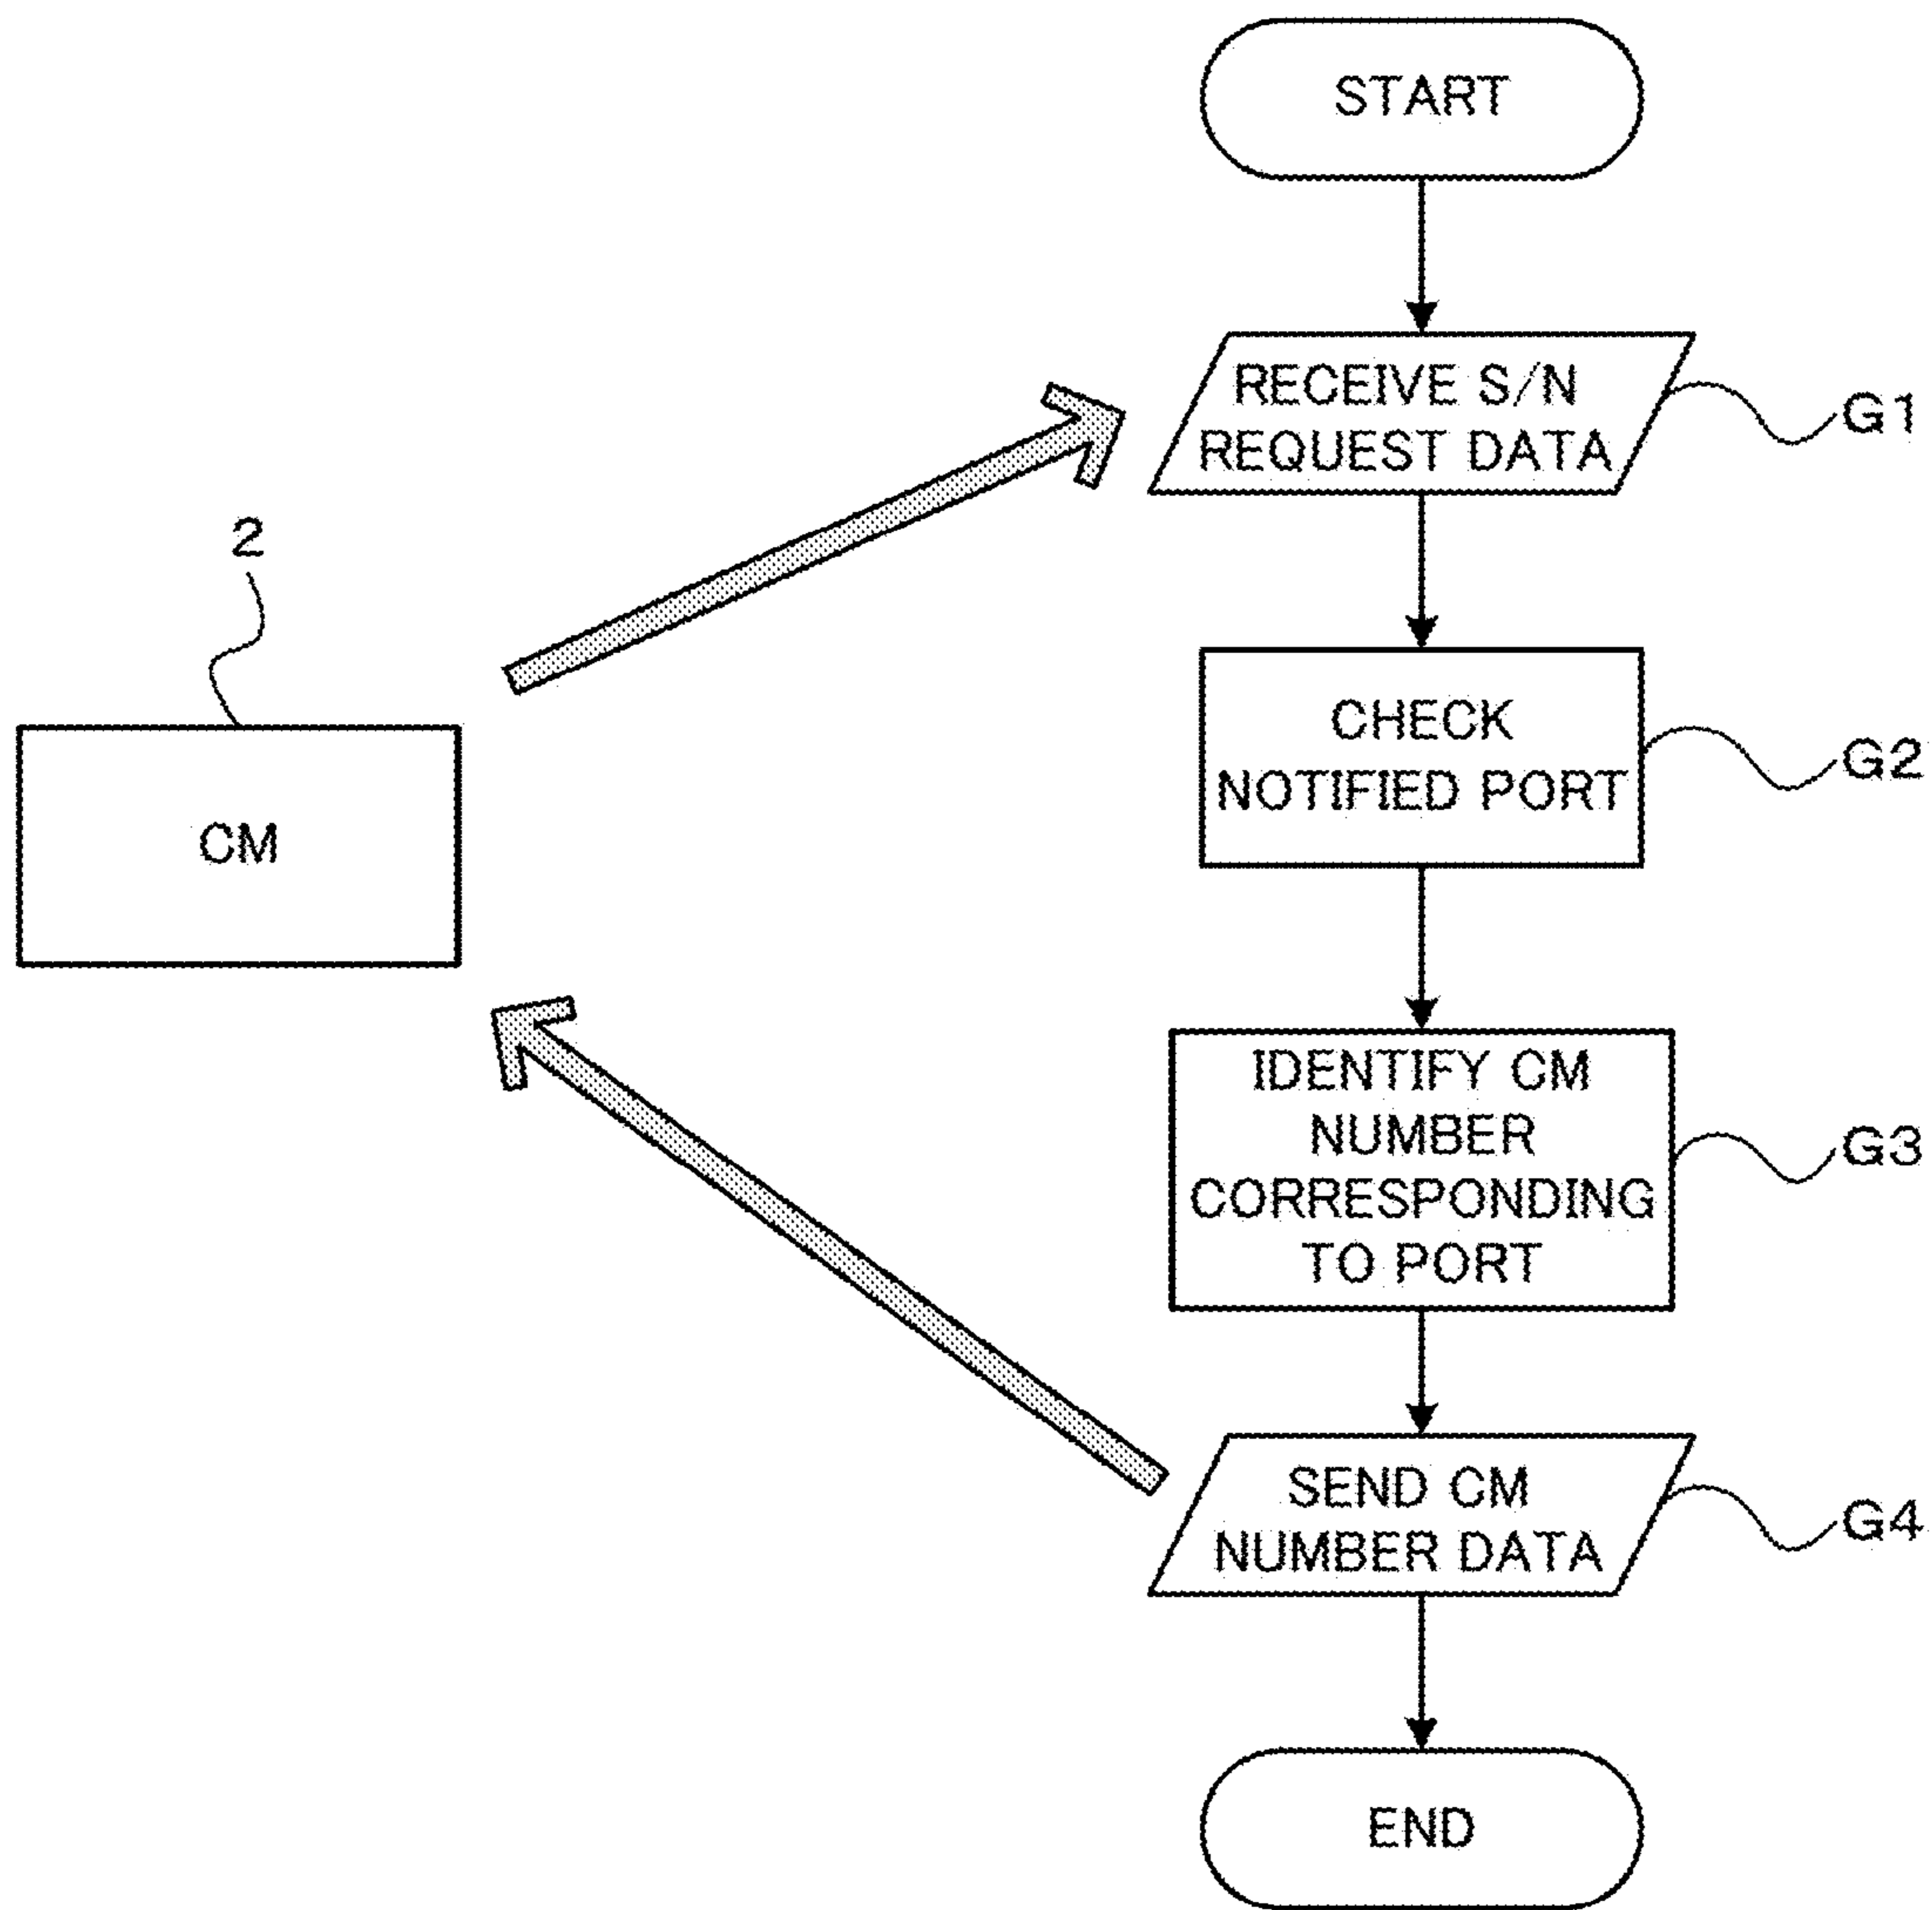 START
RECEIVE S/N
REQUEST DATA
G1
2
CM
CHECK
NOTIFIED PORT
G2
IDENTIFY CM
NUMBER
CORRESPONDING
TO PORT
G3
SEND CM
NUMBER DATA
G4
END